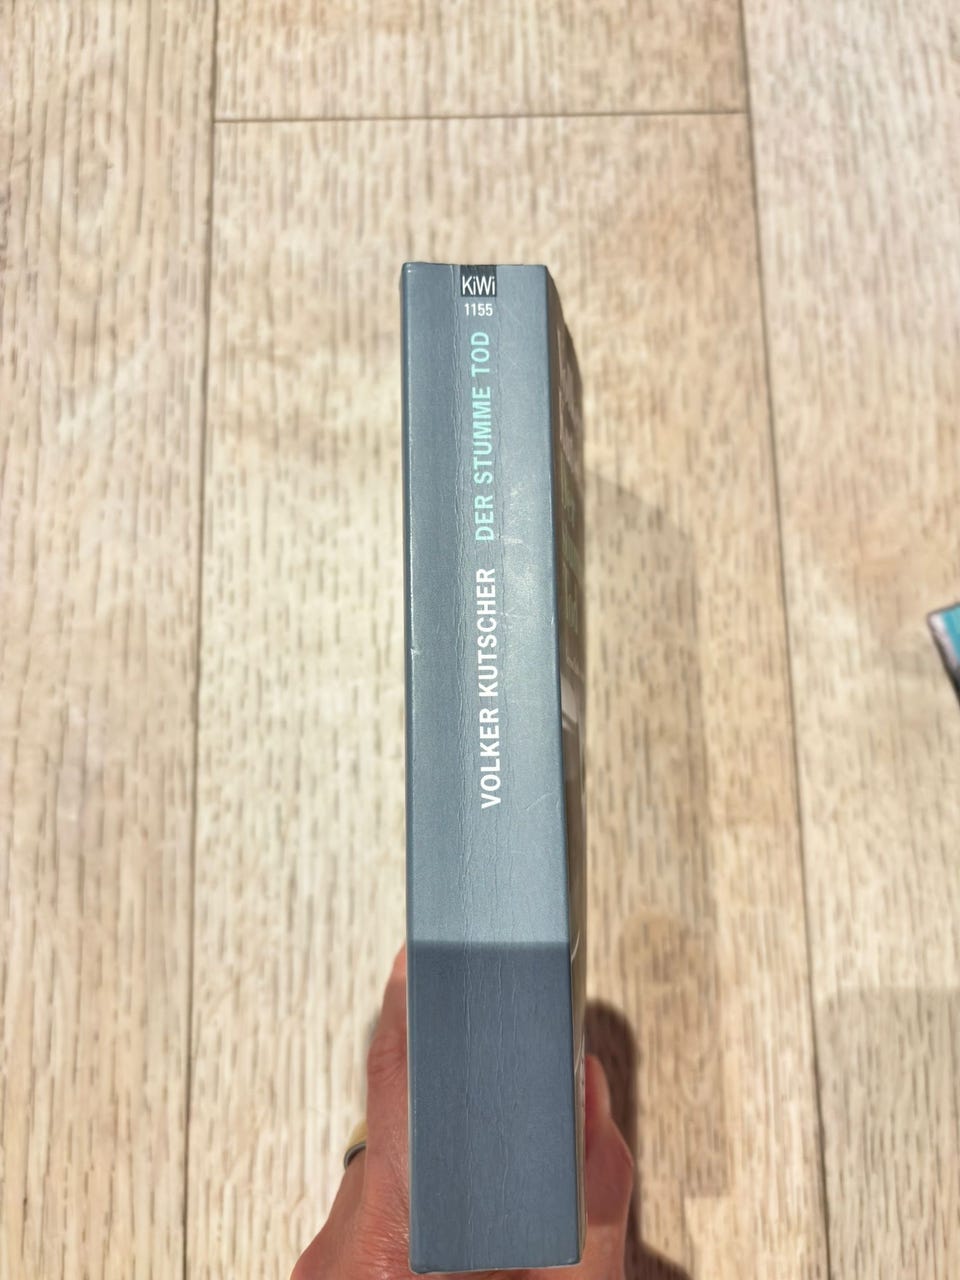 KiWi
1155
VOLKER KUTSCHER DER STUMME TOD